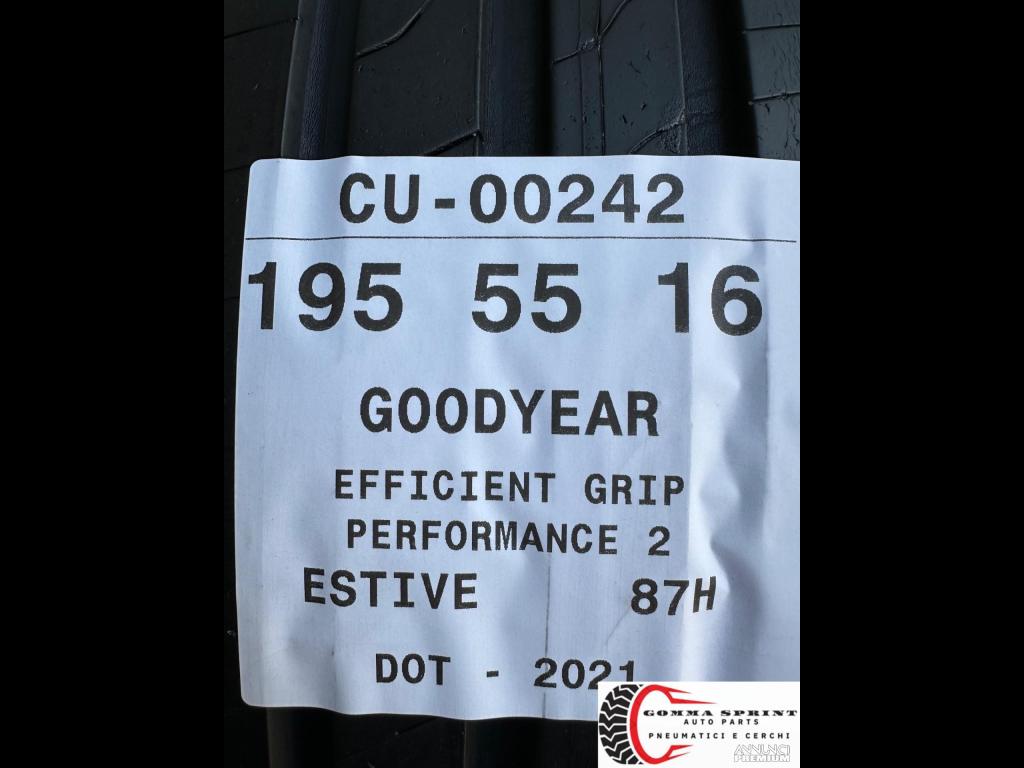 CU-00242
195 55 16
GOODYEAR
EFFICIENT GRIP
PERFORMANCE 2
ESTIVE 87H
DOT - 2021
GOMMA SPRINT
AUTO PARTS
PNEUMATICI E CERCHI
ANNUNCI
PREMIUM